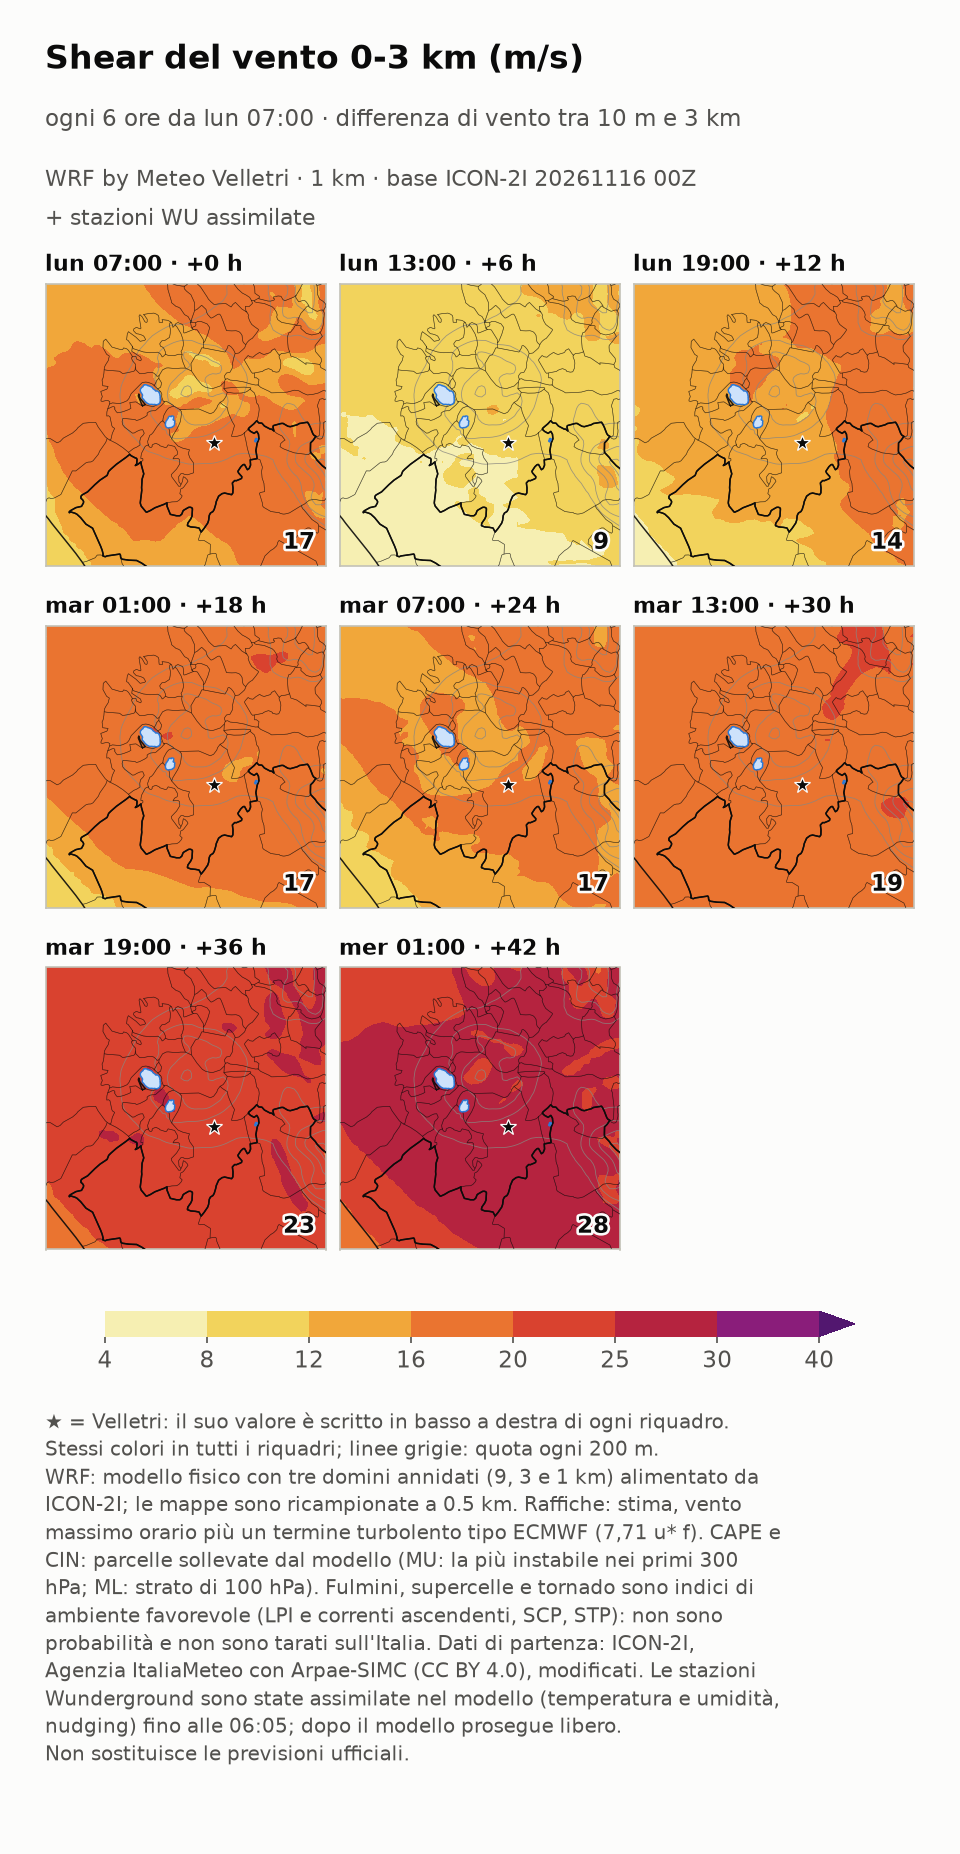 Shear del vento 0-3 km (m/s)
ogni 6 ore da lun 07:00 · differenza di vento tra 10 m e 3 km
WRF by Meteo Velletri · 1 km · base ICON-2I 20261116 00Z
+ stazioni WU assimilate
lun 07:00 · +0 h
lun 13:00 · +6 h
lun 19:00 · +12 h
17
9
14
mar 01:00 · +18 h
mar 07:00 · +24 h
mar 13:00 · +30 h
17
17
19
mar 19:00 · +36 h
mer 01:00 · +42 h
23
28
4 8 12 16 20 25 30 40
★ = Velletri: il suo valore è scritto in basso a destra di ogni riquadro.
Stessi colori in tutti i riquadri; linee grigie: quota ogni 200 m.
WRF: modello fisico con tre domini annidati (9, 3 e 1 km) alimentato da
ICON-2I; le mappe sono ricampionate a 0.5 km. Raffiche: stima, vento
massimo orario più un termine turbolento tipo ECMWF (7,71 u* f). CAPE e
CIN: parcelle sollevate dal modello (MU: la più instabile nei primi 300
hPa; ML: strato di 100 hPa). Fulmini, supercelle e tornado sono indici di
ambiente favorevole (LPI e correnti ascendenti, SCP, STP): non sono
probabilità e non sono tarati sull'Italia. Dati di partenza: ICON-2I,
Agenzia ItaliaMeteo con Arpae-SIMC (CC BY 4.0), modificati. Le stazioni
Wunderground sono state assimilate nel modello (temperatura e umidità,
nudging) fino alle 06:05; dopo il modello prosegue libero.
Non sostituisce le previsioni ufficiali.